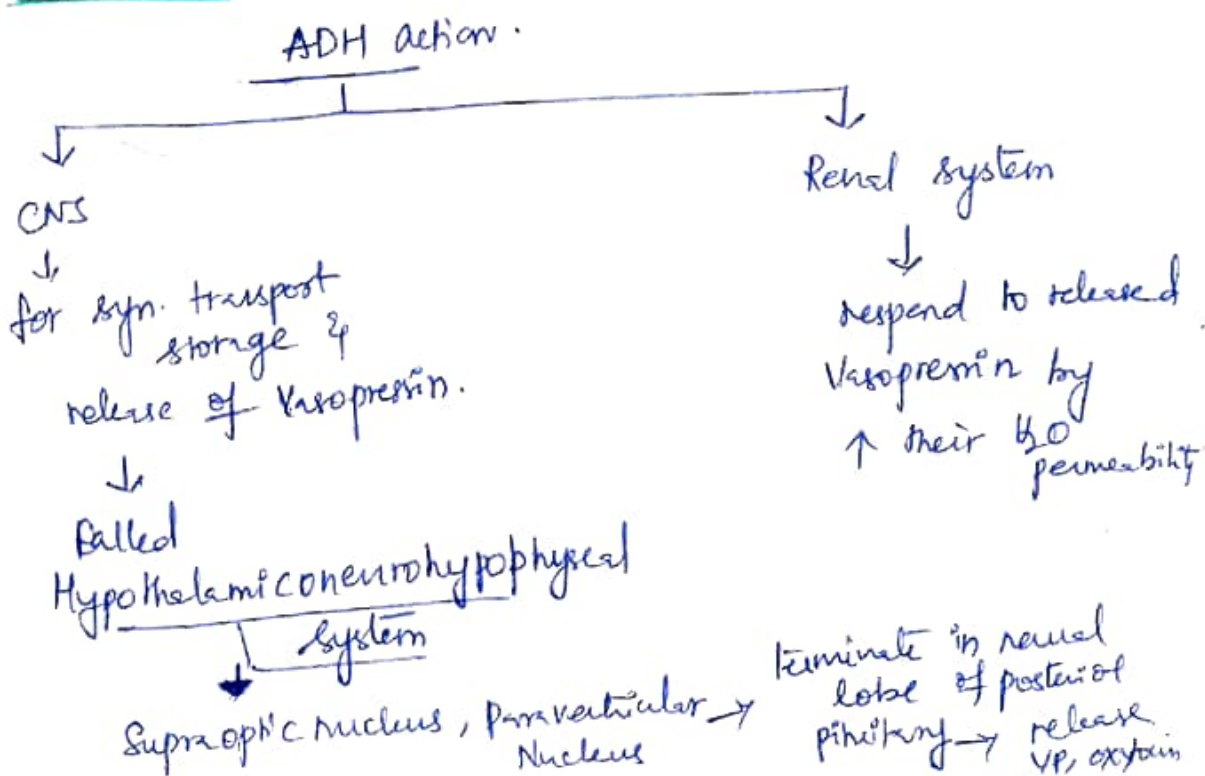 ADH action.
CNS
↓
for syn. transport
storage &
release of Vasopressin.
↓
Called
Hypothalamiconeurohypophyseal
system
Supraoptic nucleus, Paraventricular →
Nucleus
terminate in neural
lobe of posterior
pituitary → release
VP, oxytocin
Renal system
↓
respond to released
Vasopressin by
↑ their H2O
permeability